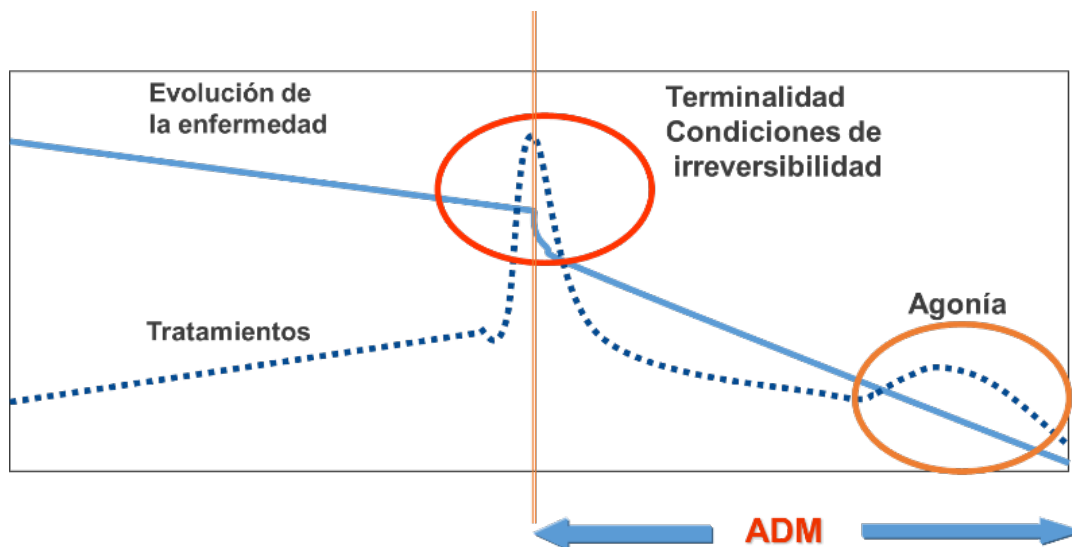 Evolución de
la enfermedad
Terminalidad
Condiciones de
irreversibilidad
Tratamientos
Agonía
ADM